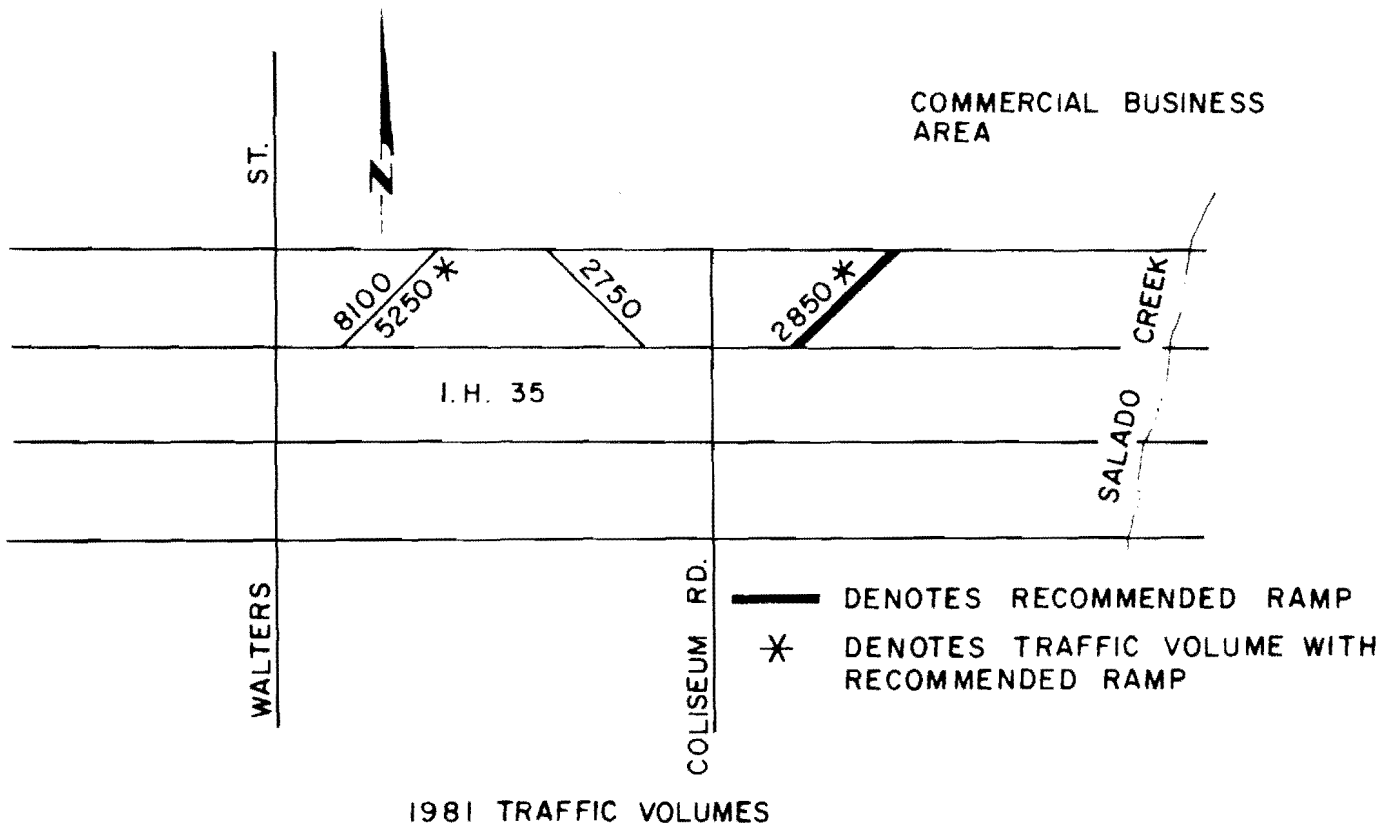 COMMERCIAL BUSINESS
AREA
ST.
N
8100
5250 *
2750
2850 *
CREEK
I. H. 35
SALADO
WALTERS
COLISEUM RD.
DENOTES RECOMMENDED RAMP
* DENOTES TRAFFIC VOLUME WITH
RECOMMENDED RAMP
1981 TRAFFIC VOLUMES